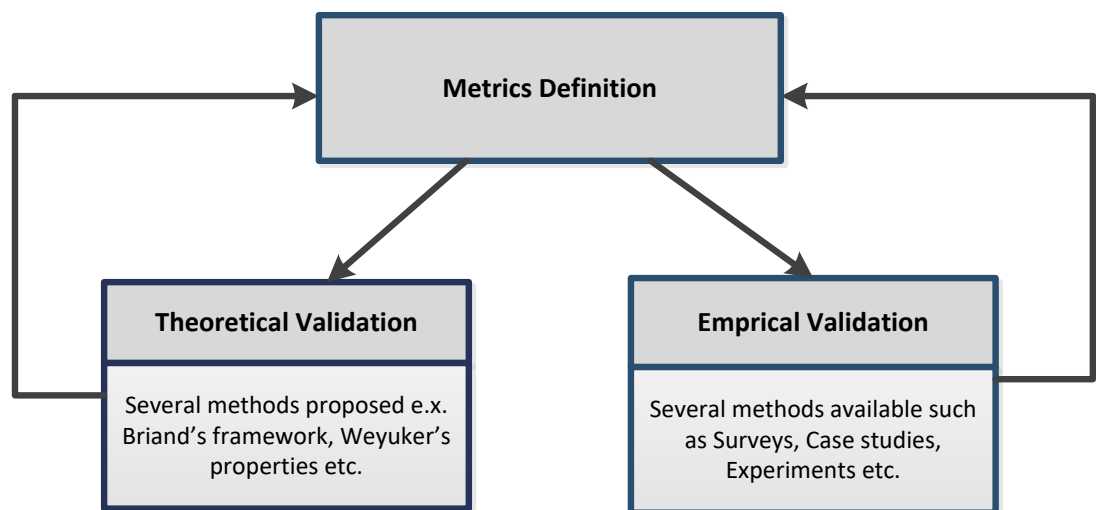 Metrics Definition
Theoretical Validation
Several methods proposed e.x.
Briand’s framework, Weyuker’s
properties etc.
Emprical Validation
Several methods available such
as Surveys, Case studies,
Experiments etc.